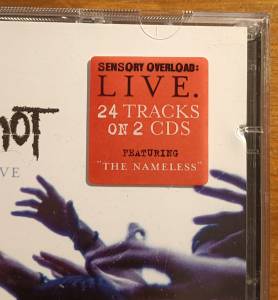 SENSORY OVERLOAD:
LIVE.
24 TRACKS
ON 2 CDS
FEATURING
"THE NAMELESS"